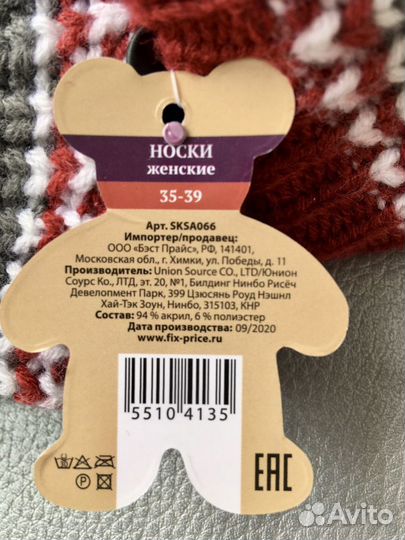 НОСКИ
женские
35-39
Арт. SKSA066
Импортер/продавец:
ООО «Бэст Прайс», РФ, 141401,
Московская обл., г. Химки, ул. Победы, д. 11
Производитель: Union Source CO., LTD/Юнион
Соурс Ко., ЛТД, эт. 20, №1, Билдинг Нинбо Рисёч
Девелопмент Парк, 399 Цзюсянь Роуд Нэшнл
Хай-Тэк Зоун, Нинбо, 315103, КНР
Состав: 94 % акрил, 6 % полиэстер
Дата производства: 09/2020
www.fix-price.ru
5510 4135
P
EAC
Avito